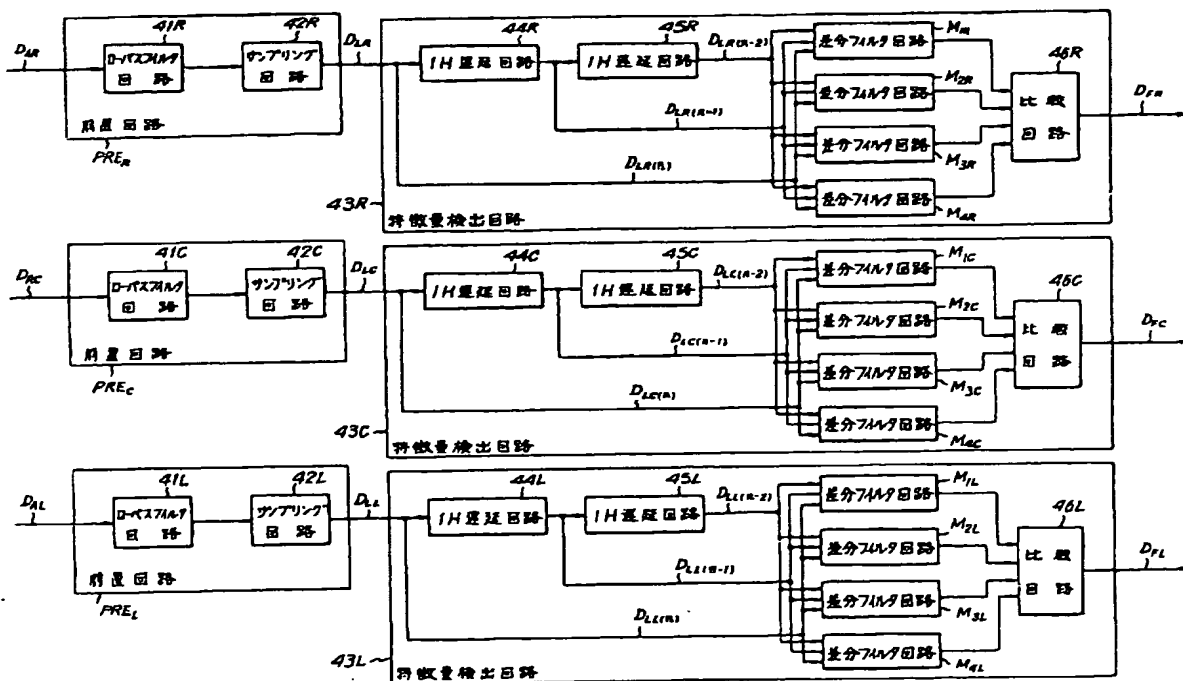 41R
42R
D_AR
ローパスフィルタ
回路
サンプリング
回路
D_LR
前置回路
PRE_R
44R
45R
1H遅延回路
1H遅延回路
D_LR(n-2)
D_LR(n-1)
D_LR(n)
差分フィルタ回路
差分フィルタ回路
差分フィルタ回路
差分フィルタ回路
M_1R
M_2R
M_3R
M_4R
46R
比較
回路
D_FR
43R
特徴量検出回路
41C
42C
D_RC
ローパスフィルタ
回路
サンプリング
回路
D_LC
前置回路
PRE_C
44C
45C
1H遅延回路
1H遅延回路
D_LC(n-2)
D_LC(n-1)
D_LC(n)
差分フィルタ回路
差分フィルタ回路
差分フィルタ回路
差分フィルタ回路
M_1C
M_2C
M_3C
M_4C
46C
比較
回路
D_FC
43C
特徴量検出回路
41L
42L
D_AL
ローパスフィルタ
回路
サンプリング
回路
D_LL
前置回路
PRE_L
44L
45L
1H遅延回路
1H遅延回路
D_LL(n-2)
D_LL(n-1)
D_LL(n)
差分フィルタ回路
差分フィルタ回路
差分フィルタ回路
差分フィルタ回路
M_1L
M_2L
M_3L
M_4L
46L
比較
回路
D_FL
43L
特徴量検出回路